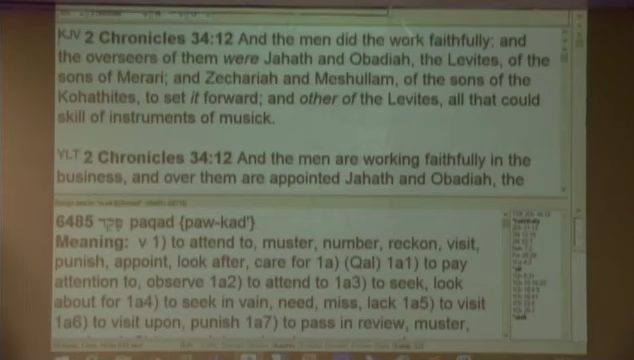 KJV 2 Chronicles 34:12 And the men did the work faithfully: and
the overseers of them were Jahath and Obadiah, the Levites, of the
sons of Merari; and Zechariah and Meshullam, of the sons of the
Kohathites, to set it forward; and other of the Levites, all that could
skill of instruments of musick.
YLT 2 Chronicles 34:12 And the men are working faithfully in the
business, and over them are appointed Jahath and Obadiah, the
6485 פָּקַד paqad {paw-kad'}
Meaning: v 1) to attend to, muster, number, reckon, visit,
punish, appoint, look after, care for 1a) (Qal) 1a1) to pay
attention to, observe 1a2) to attend to 1a3) to seek, look
about for 1a4) to seek in vain, need, miss, lack 1a5) to visit
1a6) to visit upon, punish 1a7) to pass in review, muster,